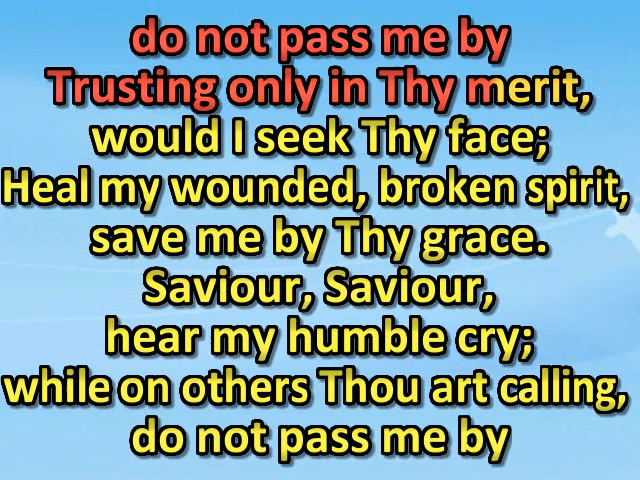 do not pass me by
Trusting only in Thy merit,
would I seek Thy face;
Heal my wounded, broken spirit,
save me by Thy grace.
Saviour, Saviour,
hear my humble cry;
while on others Thou art calling,
do not pass me by